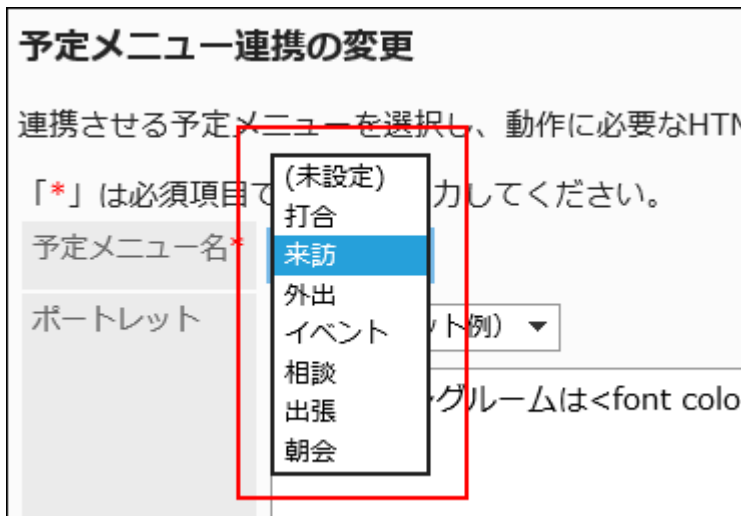 予定メニュー連携の変更
連携させる予定メニューを選択し、動作に必要なHTM
「*」は必須項目で 力してください。
予定メニュー名*
(未設定)
打合
来訪
外出
イベント
相談
出張
朝会
ポートレット
ト例)
グルームは<font colo